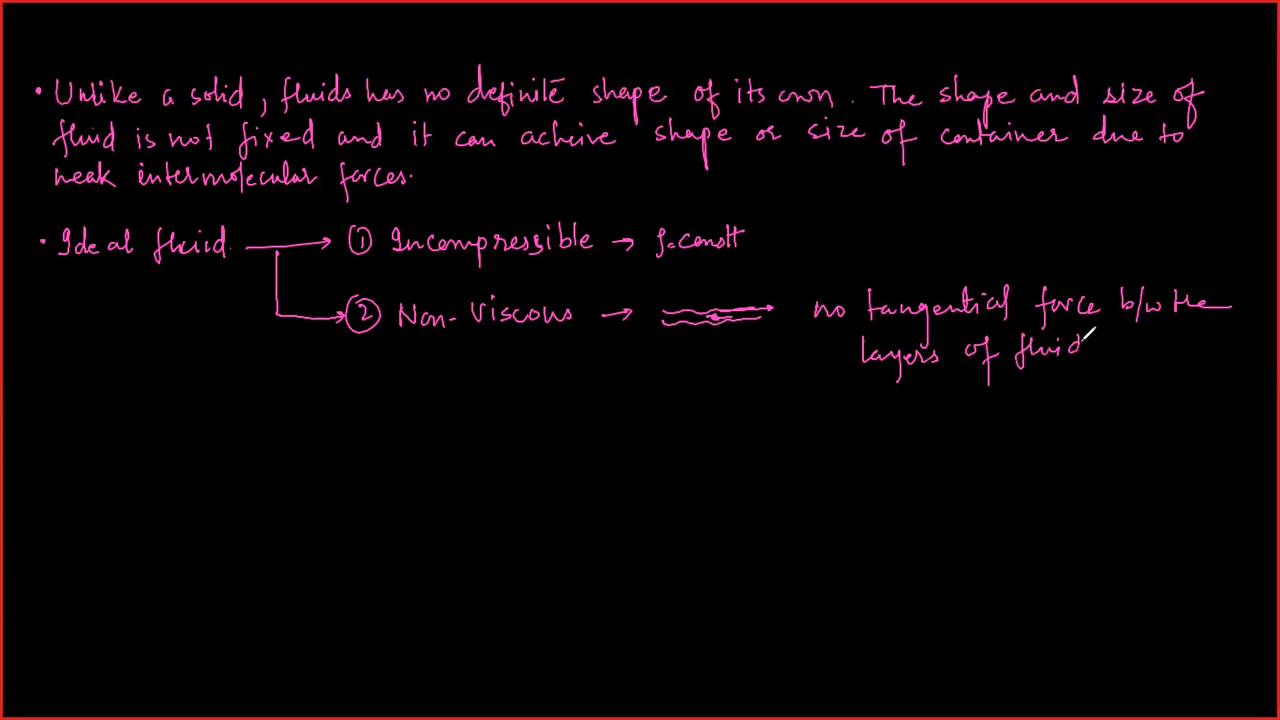 • Unlike a solid, fluids has no definite shape of its own. The shape and size of
fluid is not fixed and it can acheive shape or size of container due to
weak intermolecular forces.
• Ideal fluid. → ① Incompressible → ρ = constt
② Non-Viscous → no tangential force b/w the
layers of fluid